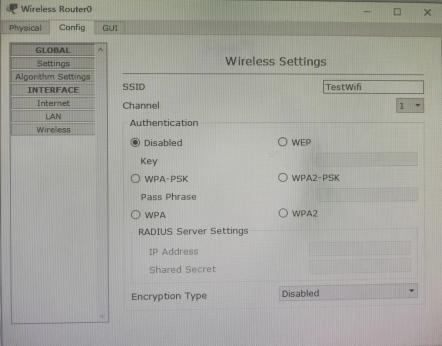 Wireless Router0
Physical Config GUI
GLOBAL
Settings
Algorithm Settings
INTERFACE
Internet
LAN
Wireless
Wireless Settings
SSID TestWifi
Channel 1
Authentication
Disabled WEP
Key
WPA-PSK WPA2-PSK
Pass Phrase
WPA WPA2
RADIUS Server Settings
IP Address
Shared Secret
Encryption Type Disabled